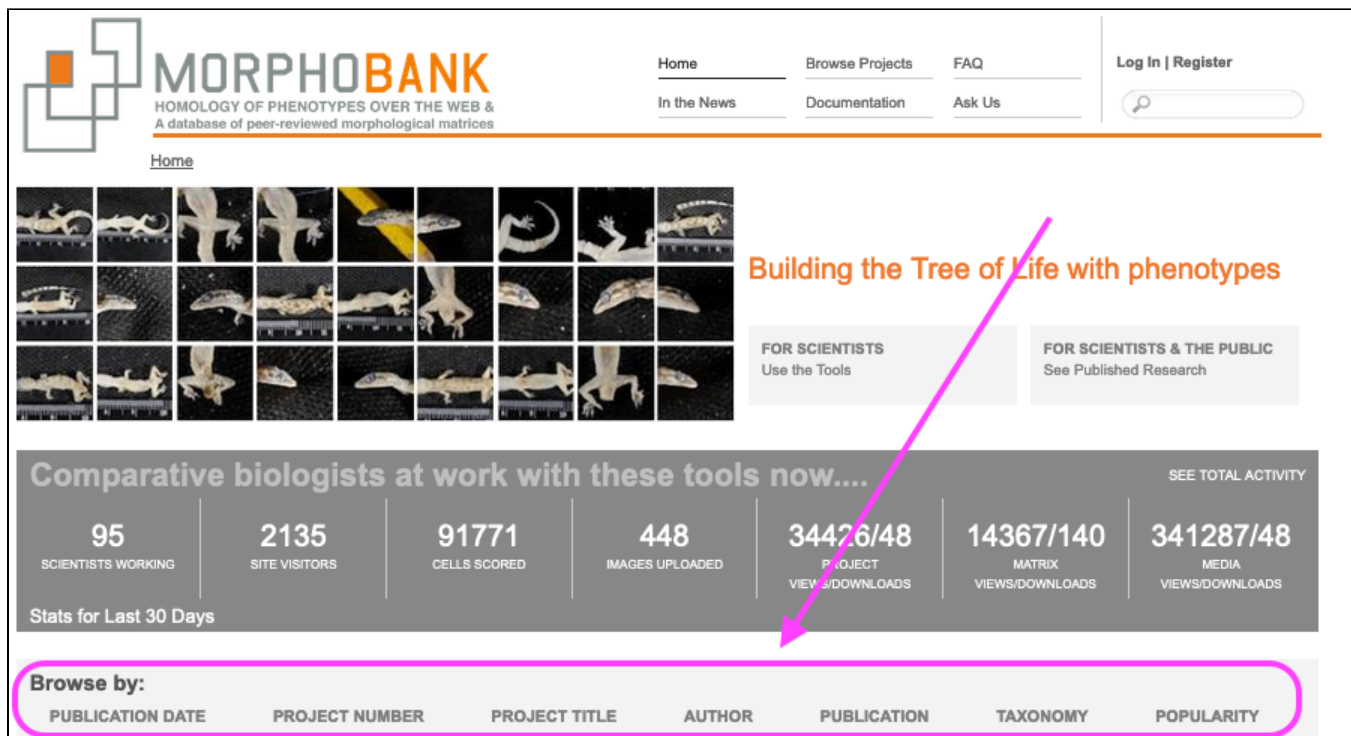 MORPHOBANK
HOMOLOGY OF PHENOTYPES OVER THE WEB &
A database of peer-reviewed morphological matrices
Home Browse Projects FAQ
In the News Documentation Ask Us
Log In | Register
Home
Building the Tree of Life with phenotypes
FOR SCIENTISTS
Use the Tools
FOR SCIENTISTS & THE PUBLIC
See Published Research
Comparative biologists at work with these tools now....
SEE TOTAL ACTIVITY
95
SCIENTISTS WORKING
2135
SITE VISITORS
91771
CELLS SCORED
448
IMAGES UPLOADED
34426/48
PROJECT
VIEWS/DOWNLOADS
14367/140
MATRIX
VIEWS/DOWNLOADS
341287/48
MEDIA
VIEWS/DOWNLOADS
Stats for Last 30 Days
Browse by:
PUBLICATION DATE PROJECT NUMBER PROJECT TITLE AUTHOR PUBLICATION TAXONOMY POPULARITY